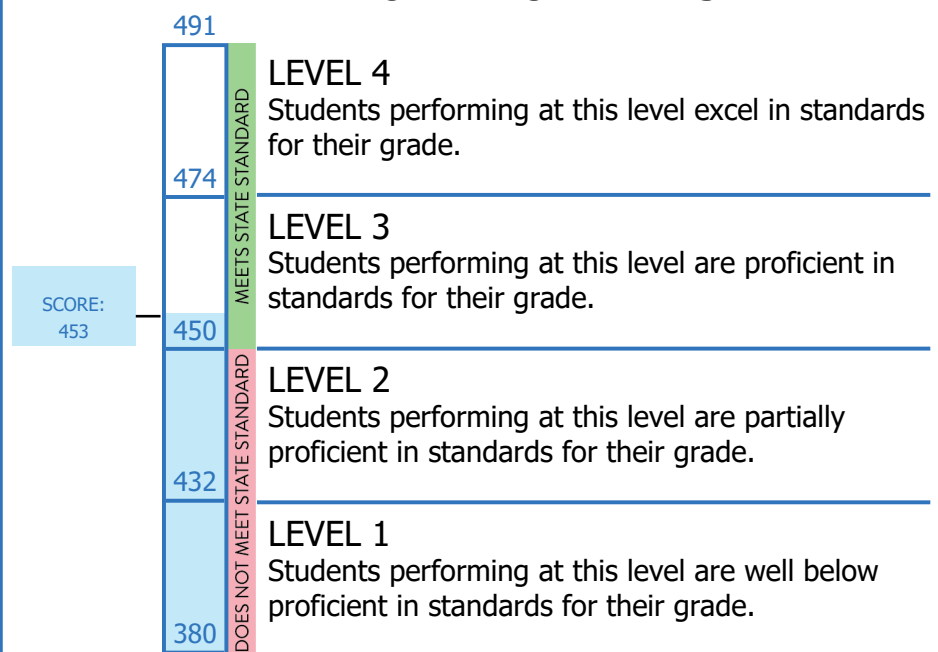 491
LEVEL 4
Students performing at this level excel in standards
for their grade.
474
LEVEL 3
Students performing at this level are proficient in
standards for their grade.
MEETS STATE STANDARD
SCORE:
453
450
LEVEL 2
Students performing at this level are partially
proficient in standards for their grade.
432
LEVEL 1
Students performing at this level are well below
proficient in standards for their grade.
DOES NOT MEET STATE STANDARD
380